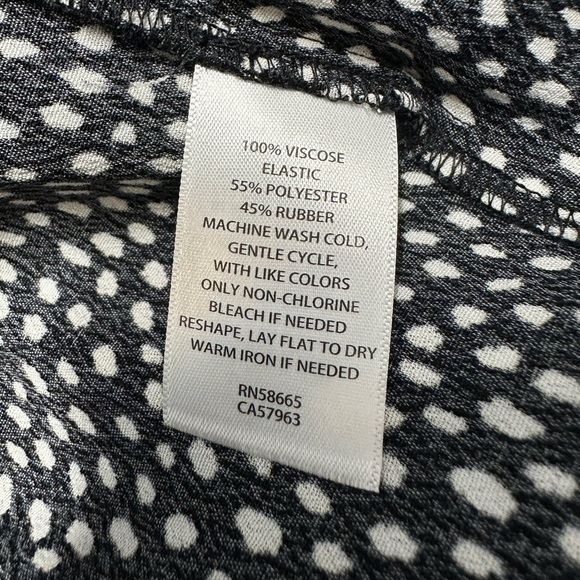 100% VISCOSE
ELASTIC
55% POLYESTER
45% RUBBER
MACHINE WASH COLD,
GENTLE CYCLE,
WITH LIKE COLORS
ONLY NON-CHLORINE
BLEACH IF NEEDED
RESHAPE, LAY FLAT TO DRY
WARM IRON IF NEEDED
RN58665
CA57963